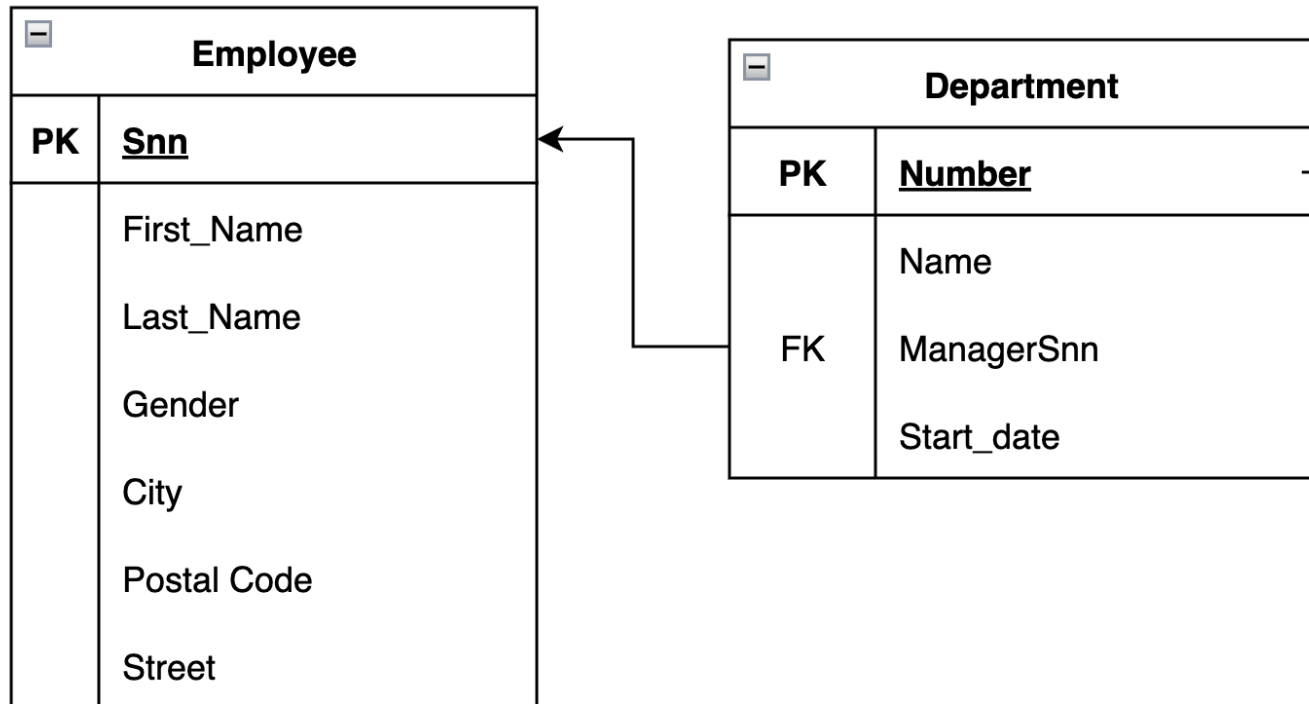 Employee
PK Snn
First_Name
Last_Name
Gender
City
Postal Code
Street
Department
PK Number
Name
FK ManagerSnn
Start_date